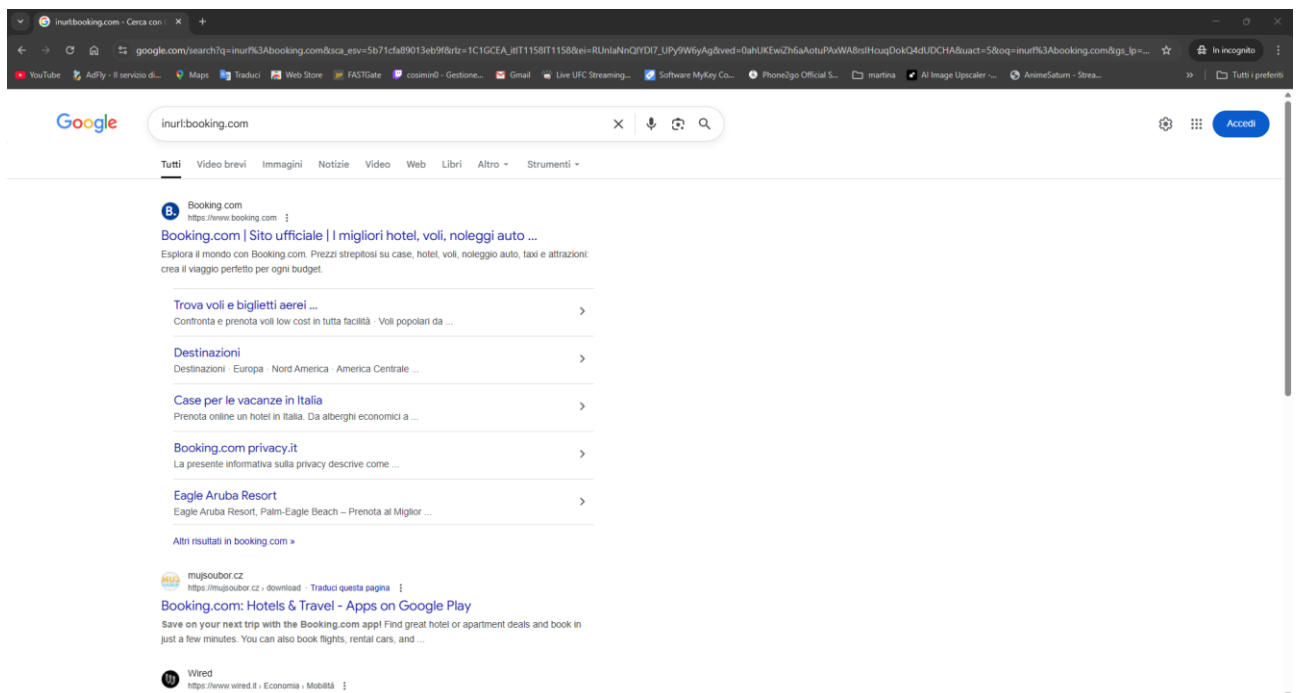 inurl:booking.com - Cerca con
google.com/search?q=inurl%3Abooking.com&sca_esv=5b71cfa89013eb9f&rlz=1C1GCEA_itIT1158IT1158&ei=RUnIaNnQIYDI7_UPy9W6yAg&ved=0ahUKEwiZh6aAotuPAxWA8rsIHcuqDokQ4dUDCHA&uact=5&oq=inurl%3Abooking.com&gs_lp=...
In incognito
YouTube AdFly - Il servizio di... Maps Traduci Web Store FASTGate cosimin0 - Gestione... Gmail Live UFC Streaming... Software MyKey Co... Phone2go Official S... martina AI Image Upscaler -... AnimeSaturn - Strea... » Tutti i preferiti
Google
inurl:booking.com
Accedi
Tutti Video brevi Immagini Notizie Video Web Libri Altro Strumenti
B.
Booking.com
https://www.booking.com
Booking.com | Sito ufficiale | I migliori hotel, voli, noleggi auto ...
Esplora il mondo con Booking.com. Prezzi strepitosi su case, hotel, voli, noleggio auto, taxi e attrazioni:
crea il viaggio perfetto per ogni budget.
Trova voli e biglietti aerei ...
Confronta e prenota voli low cost in tutta facilità · Voli popolari da ...
Destinazioni
Destinazioni · Europa · Nord America · America Centrale ...
Case per le vacanze in Italia
Prenota online un hotel in Italia. Da alberghi economici a ...
Booking.com privacy.it
La presente informativa sulla privacy descrive come ...
Eagle Aruba Resort
Eagle Aruba Resort, Palm-Eagle Beach – Prenota al Miglior ...
Altri risultati in booking.com »
mujsoubor.cz
https://mujsoubor.cz › download · Traduci questa pagina
Booking.com: Hotels & Travel - Apps on Google Play
Save on your next trip with the Booking.com app! Find great hotel or apartment deals and book in
just a few minutes. You can also book flights, rental cars, and ...
Wired
https://www.wired.it › Economia › Mobilità